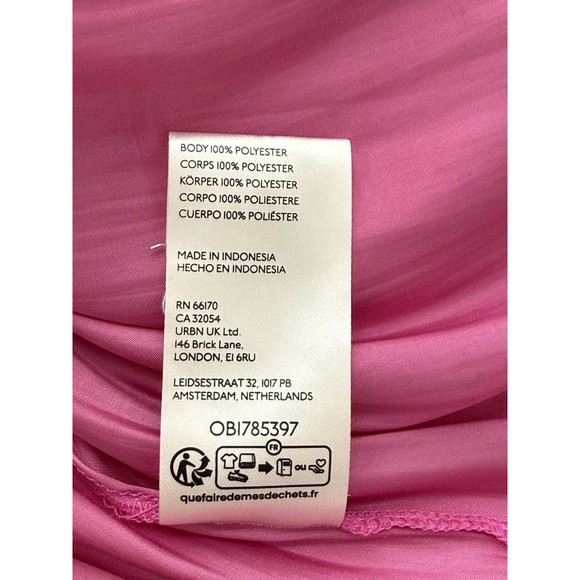 BODY 100% POLYESTER
CORPS 100% POLYESTER
KÖRPER 100% POLYESTER
CORPO 100% POLIESTERE
CUERPO 100% POLIÉSTER
MADE IN INDONESIA
HECHO EN INDONESIA
RN 66170
CA 32054
URBN UK Ltd.
146 Brick Lane,
LONDON, E1 6RU
LEIDSESTRAAT 32, 1017 PB
AMSTERDAM, NETHERLANDS
OB1785397
FR
ou
quefairedemesdechets.fr